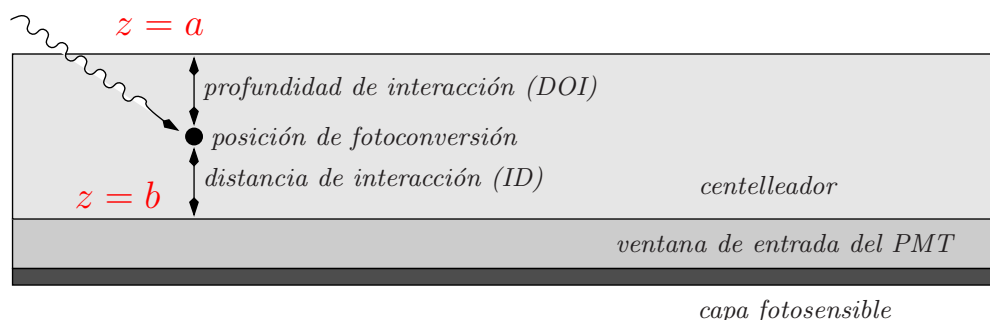 z = a
profundidad de interacción (DOI)
posición de fotoconversión
distancia de interacción (ID)
z = b
centelleador
ventana de entrada del PMT
capa fotosensible